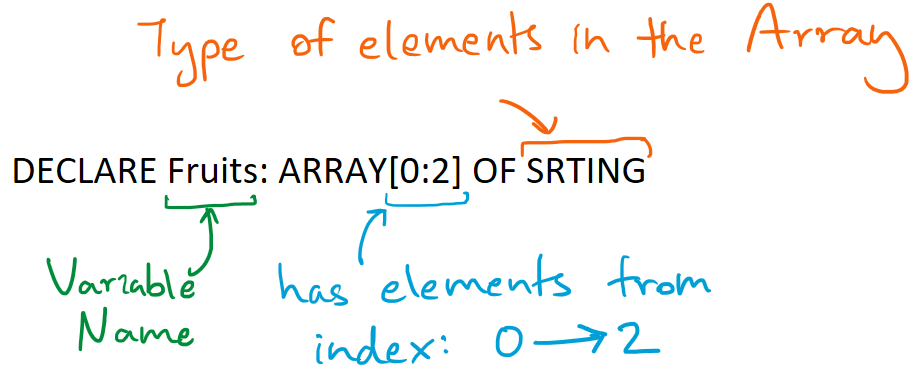 Type of elements in the Array
DECLARE Fruits: ARRAY[0:2] OF SRTING
Variable
Name
has elements from
index: 0 → 2